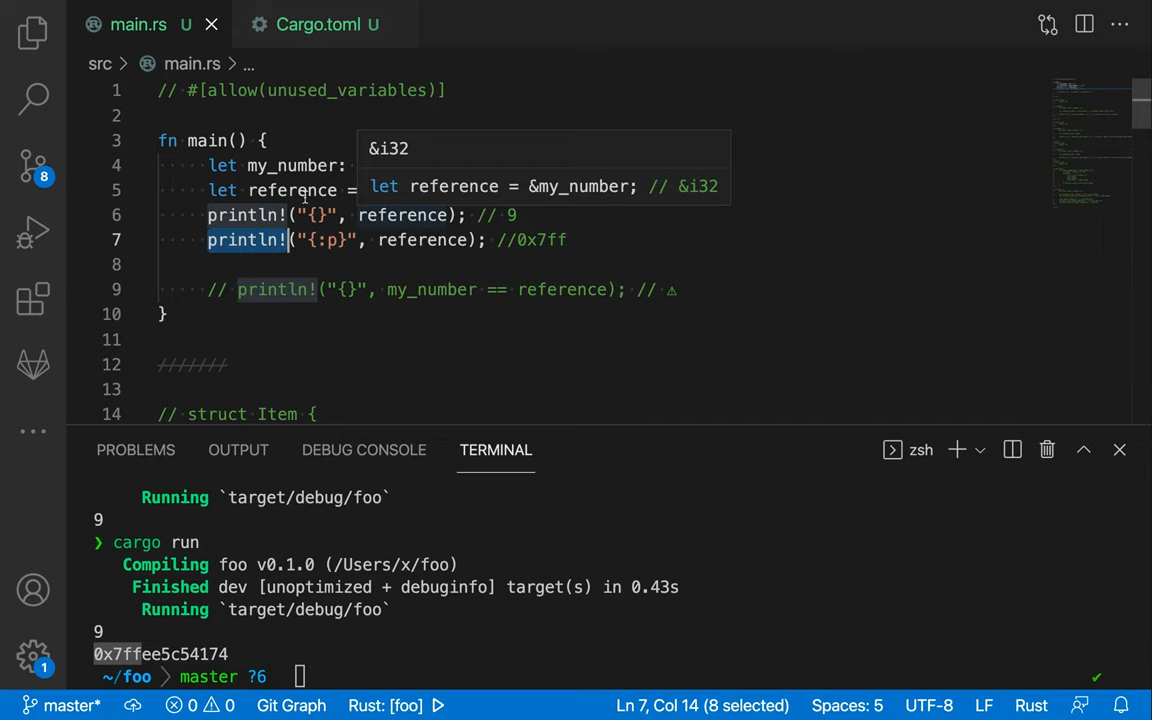 main.rs U Cargo.toml U
src > main.rs > ...
1 // #[allow(unused_variables)]
2
3 fn main() {
4 let my_number:
&i32
5 let reference =
let reference = &my_number; // &i32
6 println!("{}", reference); // 9
7 println!("{:p}", reference); //0x7ff
8
9 // println!("{}", my_number == reference); // ⚠
10 }
11
12 ///////
13
14 // struct Item {
8
PROBLEMS OUTPUT DEBUG CONSOLE TERMINAL zsh
Running `target/debug/foo`
9
❯ cargo run
Compiling foo v0.1.0 (/Users/x/foo)
Finished dev [unoptimized + debuginfo] target(s) in 0.43s
Running `target/debug/foo`
9
0x7ffee5c54174
~/foo master ?6 ✔
1
master* 0 0 Git Graph Rust: [foo] Ln 7, Col 14 (8 selected) Spaces: 5 UTF-8 LF Rust